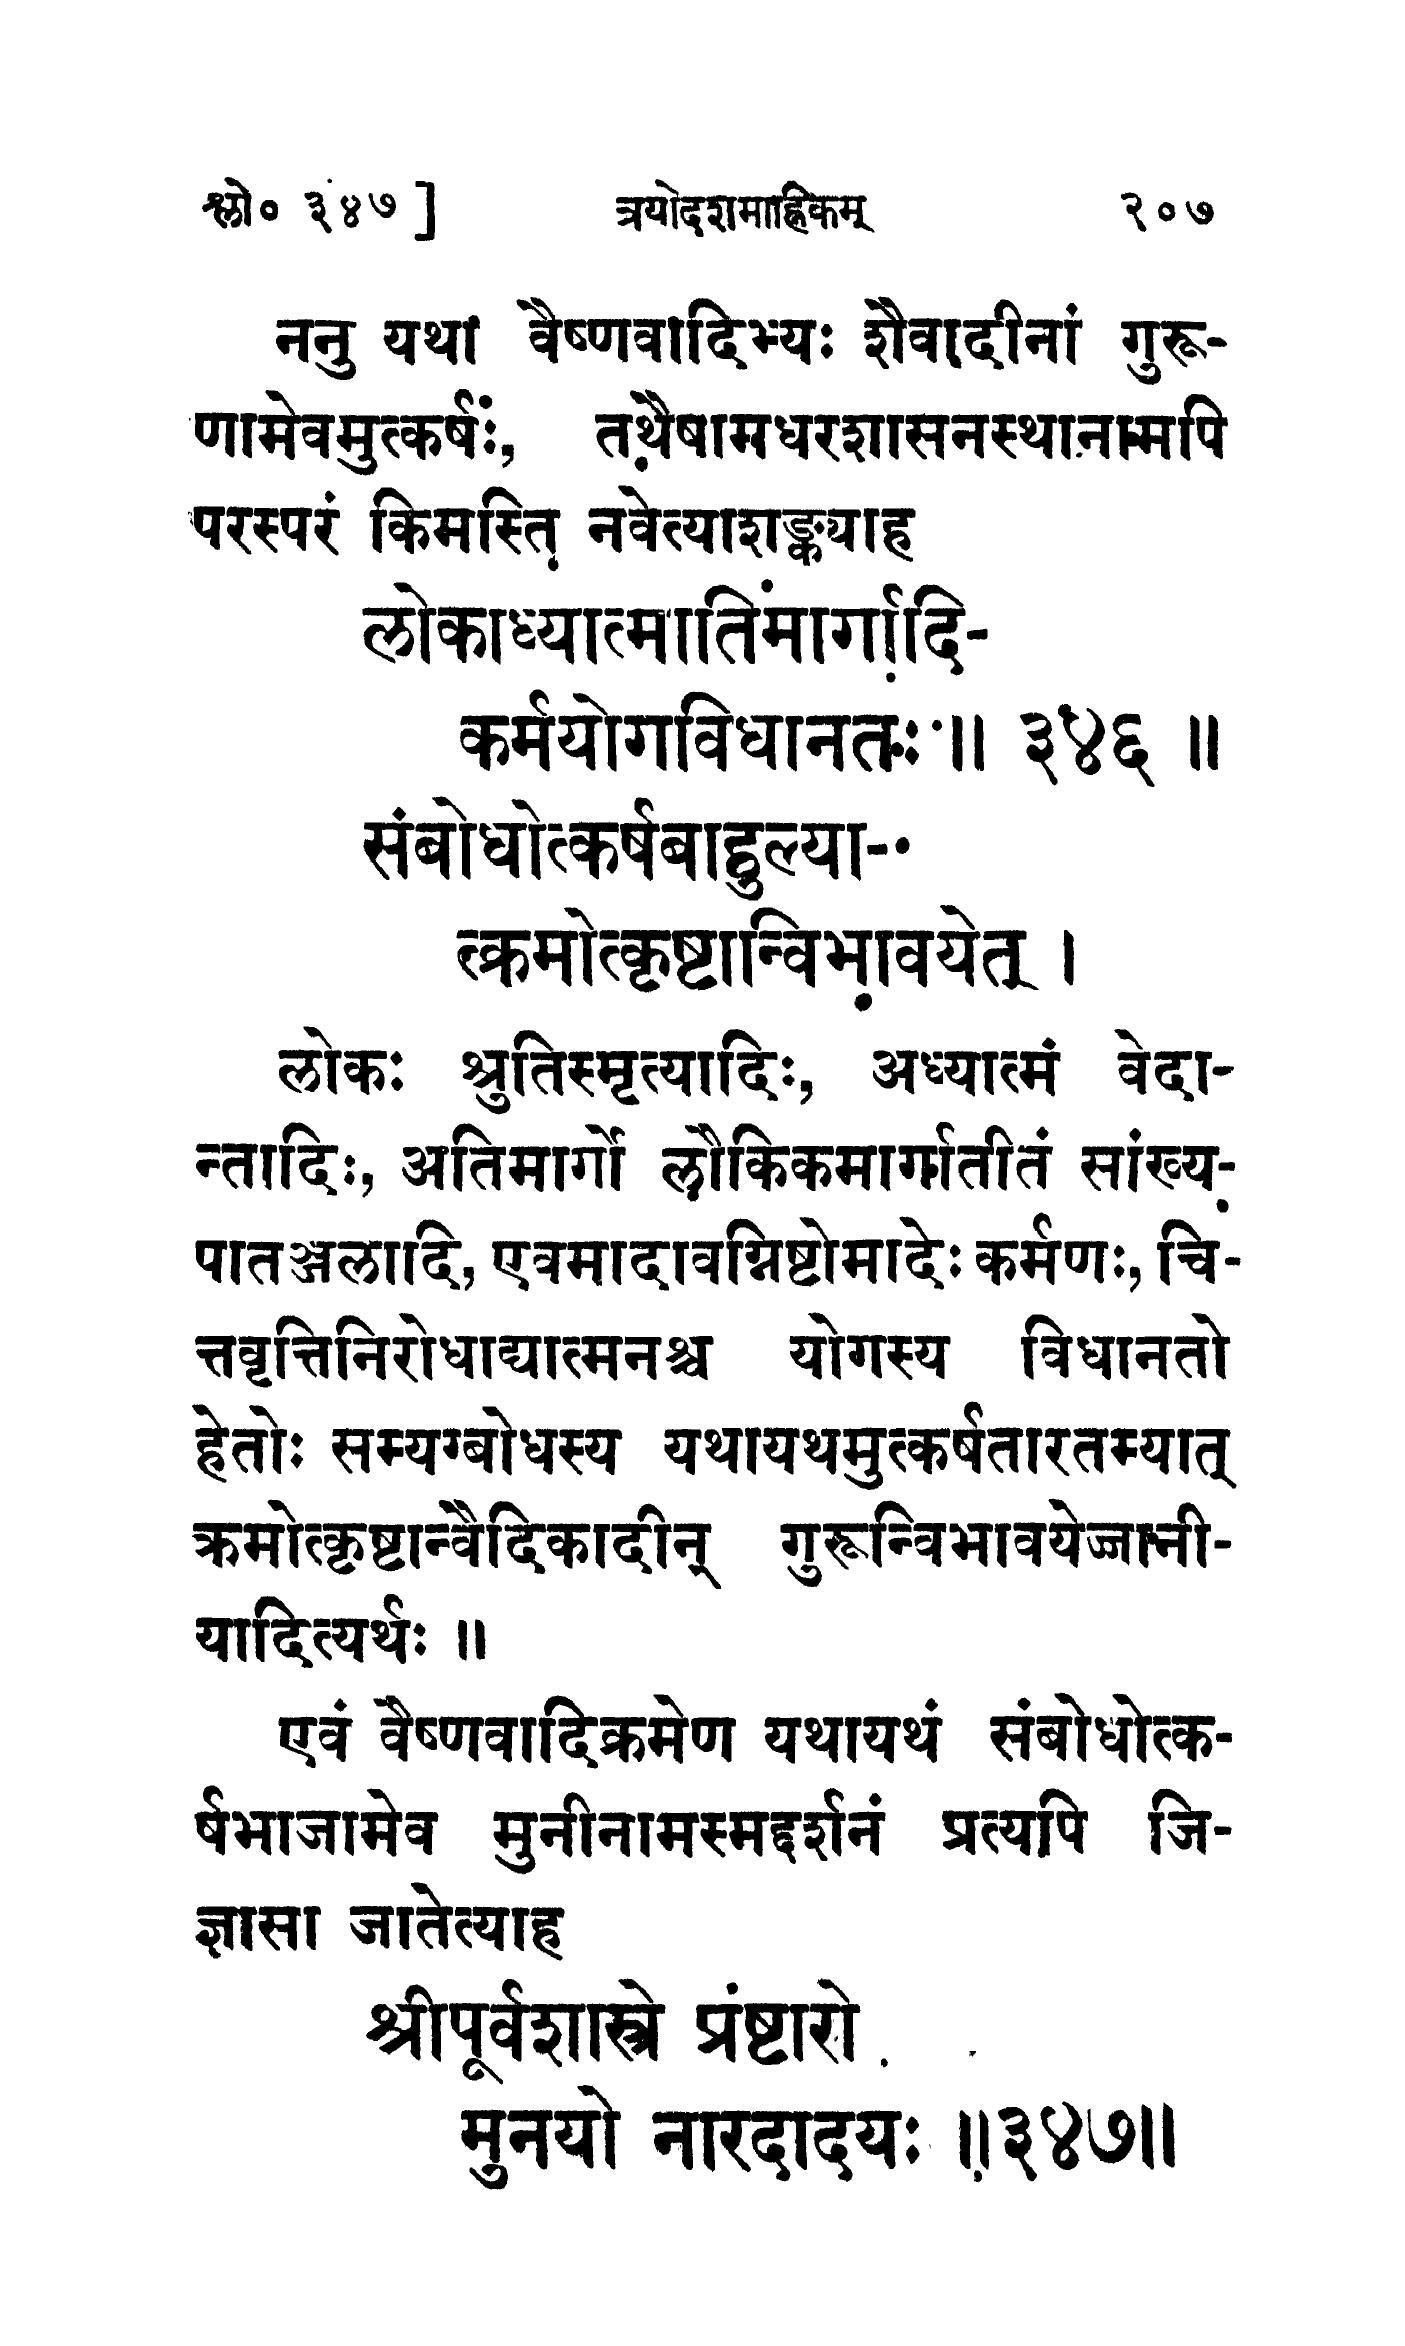 श्लो० ३४७ ] त्रयोदशमाह्निकम् २०७
ननु यथा वैष्णवादिभ्यः शैवादीनां गुरू-
णामेवमुत्कर्षः, तथैषामधरशासनस्थानामपि
परस्परं किमस्ति नवेत्याशङ्क्याह
लोकाध्यात्मातिमार्गादि-
कर्मयोगविधानतः ॥ ३४६ ॥
संबोधोत्कर्षबाहुल्या-
त्क्रमोत्कृष्टान्विभावयेत् ।
लोकः श्रुतिस्मृत्यादिः, अध्यात्मं वेदा-
न्तादिः, अतिमार्गो लौकिकमार्गातीतं सांख्य-
पातञ्जलादि, एवमादावग्निष्टोमादेः कर्मणः, चि-
त्तवृत्तिनिरोधाद्यात्मनश्च योगस्य विधानतो
हेतोः सम्यग्बोधस्य यथायथमुत्कर्षतारतम्यात्
क्रमोत्कृष्टान्वैदिकादीन् गुरून्विभावयेज्जानी-
यादित्यर्थः ॥
एवं वैष्णवादिक्रमेण यथायथं संबोधोत्क-
र्षभाजामेव मुनीनामस्मद्दर्शनं प्रत्यपि जि-
ज्ञासा जातेत्याह
श्रीपूर्वशास्त्रे प्रष्टारो
मुनयो नारदादयः ॥३४७॥